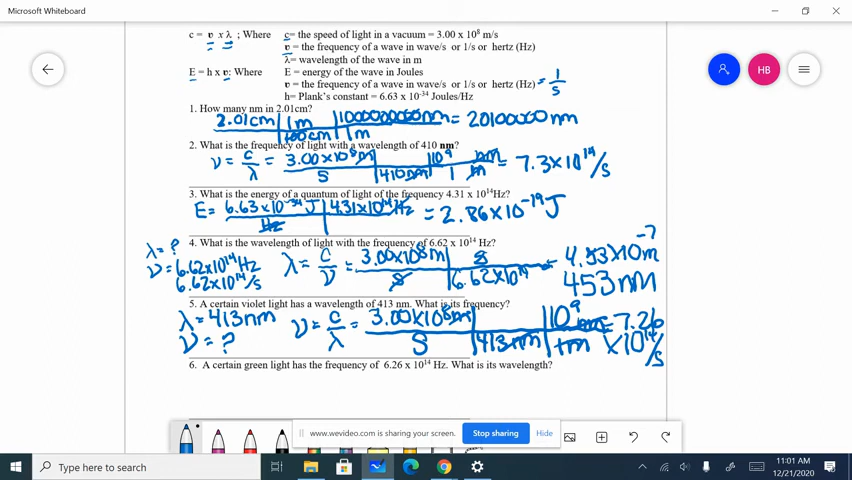 Microsoft Whiteboard
c = υ x λ ; Where c= the speed of light in a vacuum = 3.00 x 10⁸ m/s
υ = the frequency of a wave in wave/s or 1/s or hertz (Hz)
λ= wavelength of the wave in m
E = h x υ: Where E = energy of the wave in Joules
υ = the frequency of a wave in wave/s or 1/s or hertz (Hz) = 1/s
h= Plank's constant = 6.63 x 10⁻³⁴ Joules/Hz
HB
1. How many nm in 2.01cm?
2.01cm | 1m | 1000000000nm = 20100000 nm
100cm | 1m
2. What is the frequency of light with a wavelength of 410 nm?
ν = c/λ = 3.00x10⁸m | | 10⁹ nm = 7.3x10¹⁴/s
s | 410nm | 1 m
3. What is the energy of a quantum of light of the frequency 4.31 x 10¹⁴Hz?
E= 6.63x10⁻³⁴J | 4.31x10¹⁴Hz = 2.86x10⁻¹⁹J
Hz
4. What is the wavelength of light with the frequency of 6.62 x 10¹⁴ Hz?
λ=?
ν=6.62x10¹⁴Hz
6.62x10¹⁴/s
λ= c/ν = 3.00x10⁸m | s = 4.53x10⁻⁷m
s | 6.62x10¹⁴
453nm
5. A certain violet light has a wavelength of 413 nm. What is its frequency?
λ=413nm
ν=?
ν= c/λ = 3.00x10⁸m | | 10⁹ nm = 7.26 x10¹⁴/s
s | 413nm | 1m
6. A certain green light has the frequency of 6.26 x 10¹⁴ Hz. What is its wavelength?
www.wevideo.com is sharing your screen.
Stop sharing
Hide
Type here to search
11:01 AM
12/21/2020